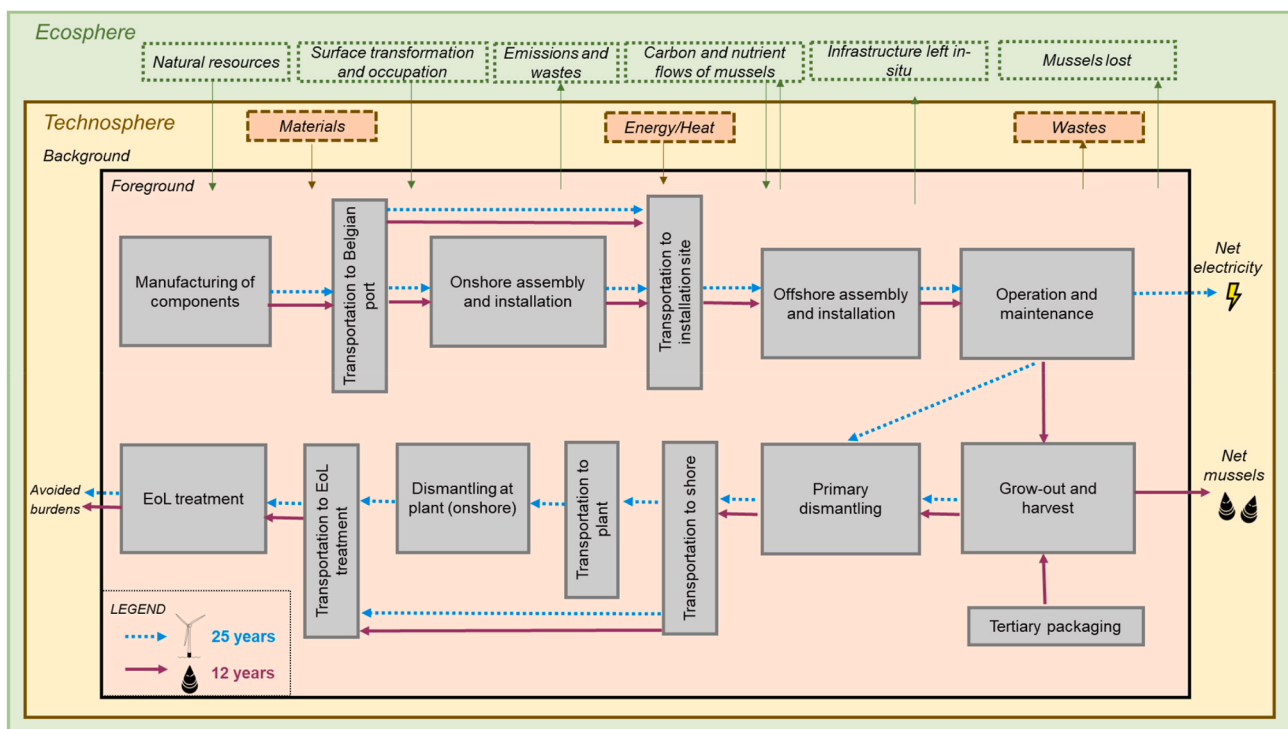 Ecosphere
Natural resources
Surface transformation
and occupation
Emissions and
wastes
Carbon and nutrient
flows of mussels
Infrastructure left in-
situ
Mussels lost
Technosphere
Materials
Energy/Heat
Wastes
Background
Foreground
Manufacturing of
components
Transportation to Belgian
port
Onshore assembly
and installation
Transportation to
installation site
Offshore assembly
and installation
Operation and
maintenance
Net
electricity
Avoided
burdens
EoL treatment
Transportation to EoL
treatment
Dismantling at
plant (onshore)
Transportation to
plant
Transportation to shore
Primary
dismantling
Grow-out and
harvest
Net
mussels
Tertiary packaging
LEGEND
25 years
12 years